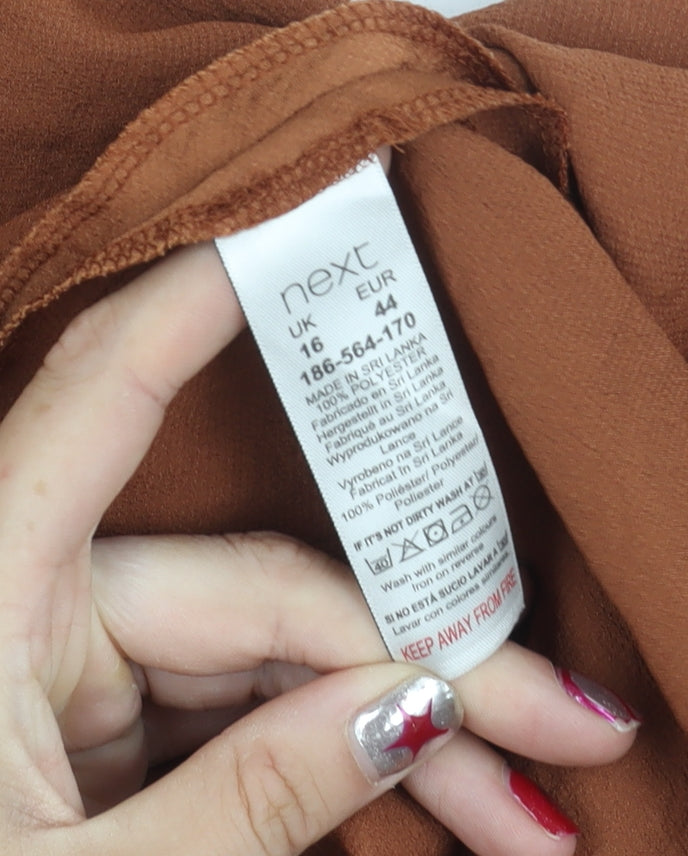 next
UK EUR
16 44
186-564-170
MADE IN SRI LANKA
100% POLYESTER
Fabricado en Sri Lanka
Hergestellt in Sri Lanka
Fabriqué au Sri Lanka
Wyprodukowano na Sri
Lance
Vyrobeno na Srí Lance
Fabricat în Sri Lanka
100% Poliéster/ Polyester/
Poliester
IF IT'S NOT DIRTY WASH AT
40
Wash with similar colours
Iron on reverse
SI NO ESTÁ SUCIO LAVAR A
Lavar con colores similares.
KEEP AWAY FROM FIRE